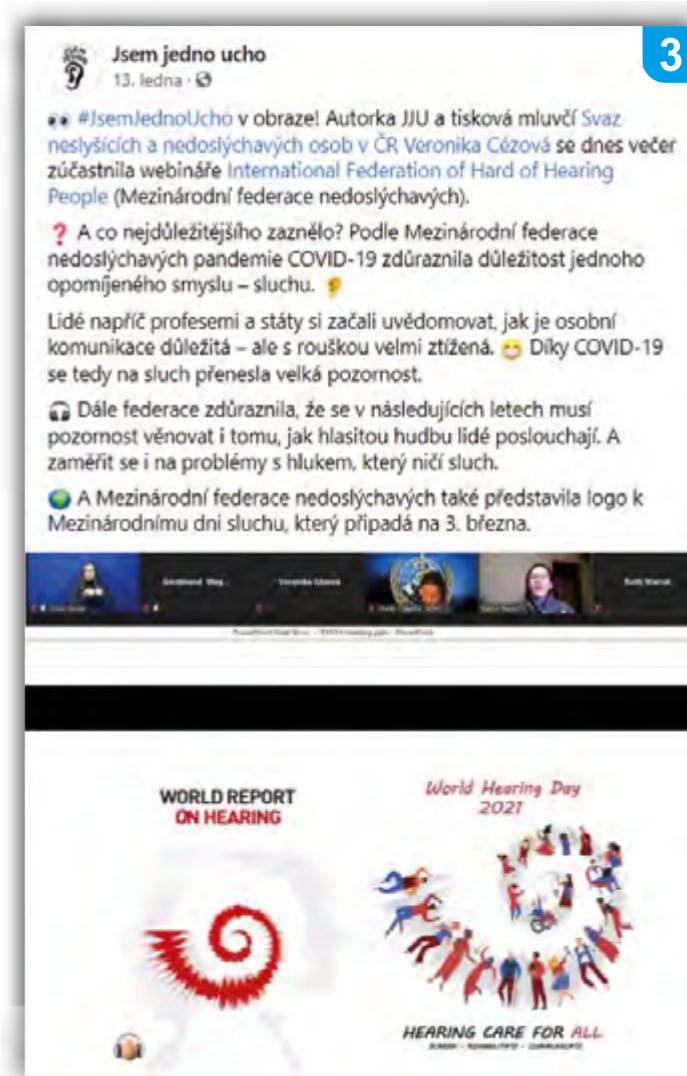 Jsem jedno ucho
3
13. ledna ·
#JsemJednoUcho v obraze! Autorka JJU a tisková mluvčí Svaz
neslyšících a nedoslýchavých osob v ČR Veronika Cézová se dnes večer
zúčastnila webináře International Federation of Hard of Hearing
People (Mezinárodní federace nedoslýchavých).
❓ A co nejdůležitějšího zaznělo? Podle Mezinárodní federace
nedoslýchavých pandemie COVID-19 zdůraznila důležitost jednoho
opomíjeného smyslu – sluchu.
Lidé napříč profesemi a státy si začali uvědomovat, jak je osobní
komunikace důležitá – ale s rouškou velmi ztížená. Díky COVID-19
se tedy na sluch přenesla velká pozornost.
Dále federace zdůraznila, že se v následujících letech musí
pozornost věnovat i tomu, jak hlasitou hudbu lidé poslouchají. A
zaměřit se i na problémy s hlukem, který ničí sluch.
A Mezinárodní federace nedoslýchavých také představila logo k
Mezinárodnímu dni sluchu, který připadá na 3. března.
WORLD REPORT
ON HEARING
World Hearing Day
2021
HEARING CARE FOR ALL